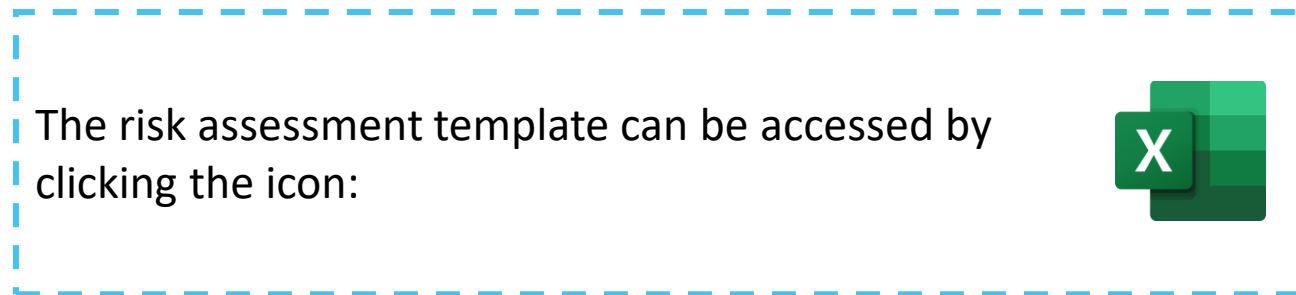 The risk assessment template can be accessed by
clicking the icon:
X